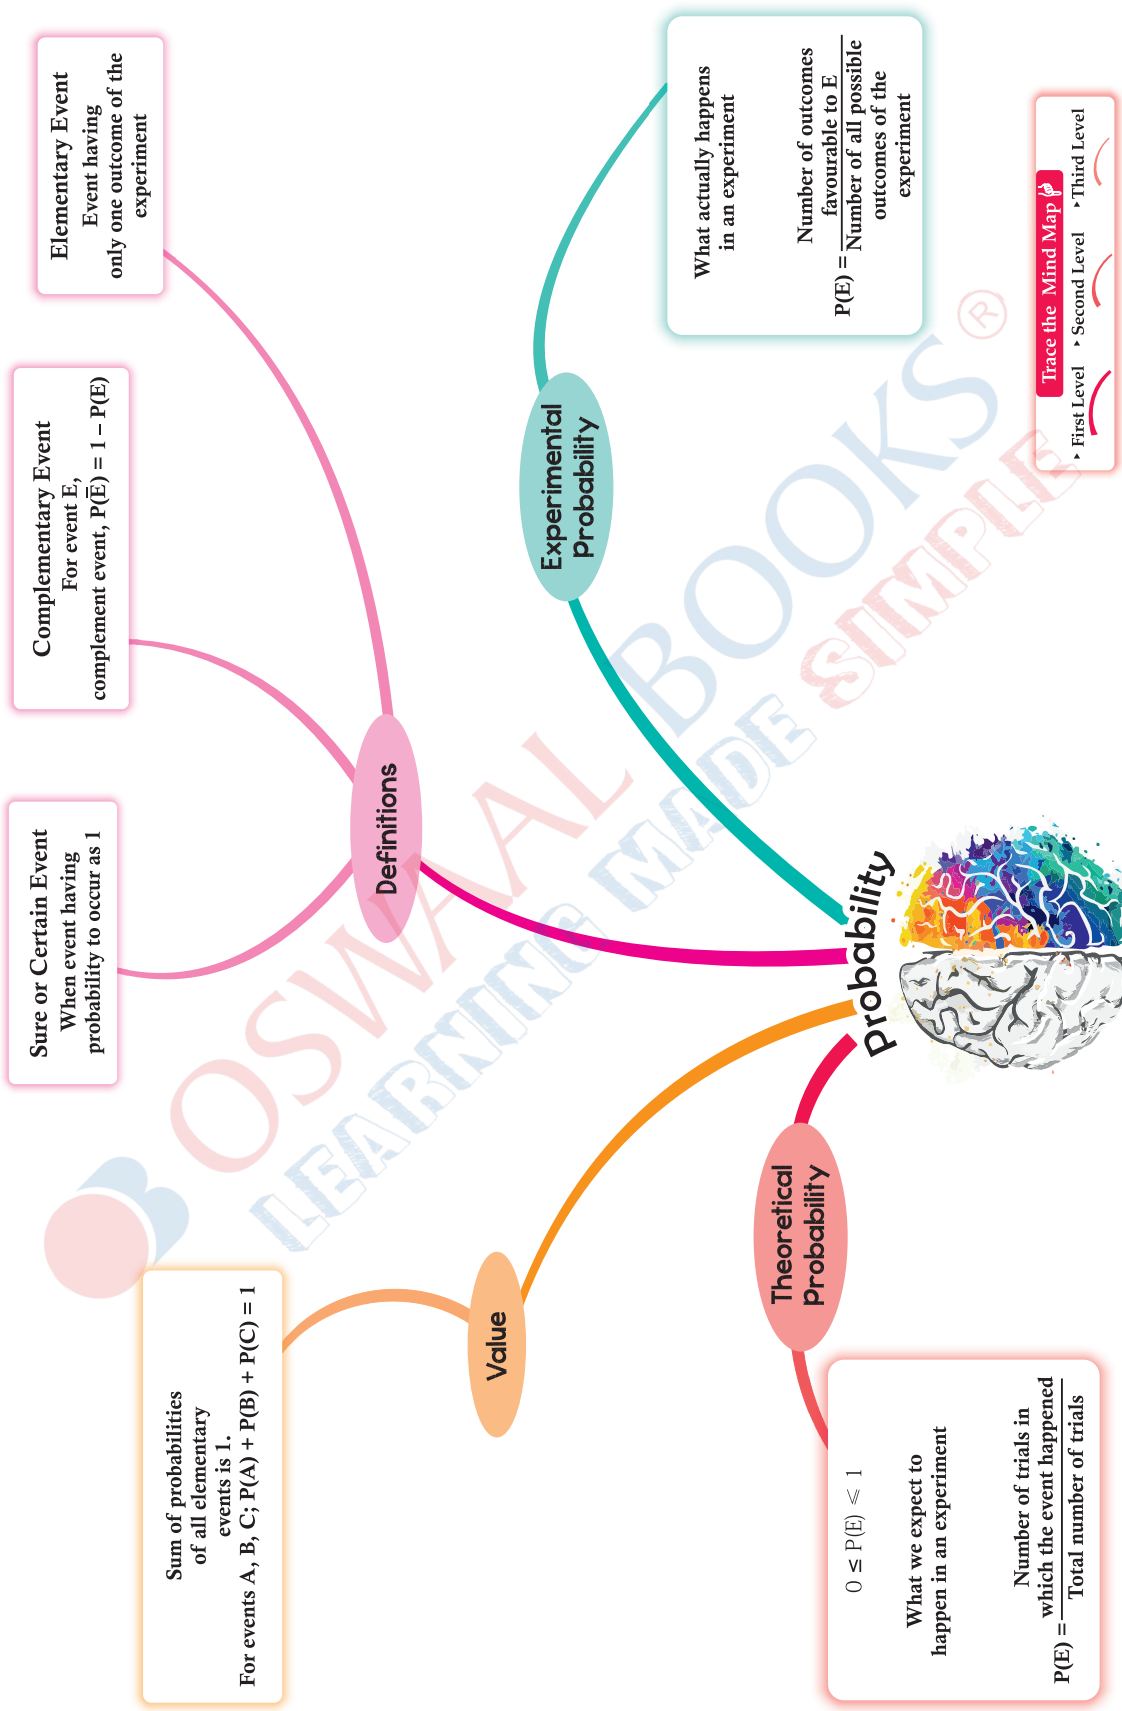 Sum of probabilities
of all elementary
events is 1.
For events A, B, C; P(A) + P(B) + P(C) = 1
Value
Sure or Certain Event
When event having
probability to occur as 1
Complementary Event
For event E,
complement event, P(E̅) = 1 – P(E)
Elementary Event
Event having
only one outcome of the
experiment
Definitions
Experimental
Probability
What actually happens
in an experiment
P(E) = Number of outcomes
favourable to E
Number of all possible
outcomes of the
experiment
Theoretical
Probability
0 ≤ P(E) ⩽ 1
What we expect to
happen in an experiment
P(E) = Number of trials in
which the event happened
Total number of trials
Probability
Trace the Mind Map
▸ First Level ▸ Second Level ▸ Third Level
OSWAAL BOOKS ®
LEARNING MADE SIMPLE